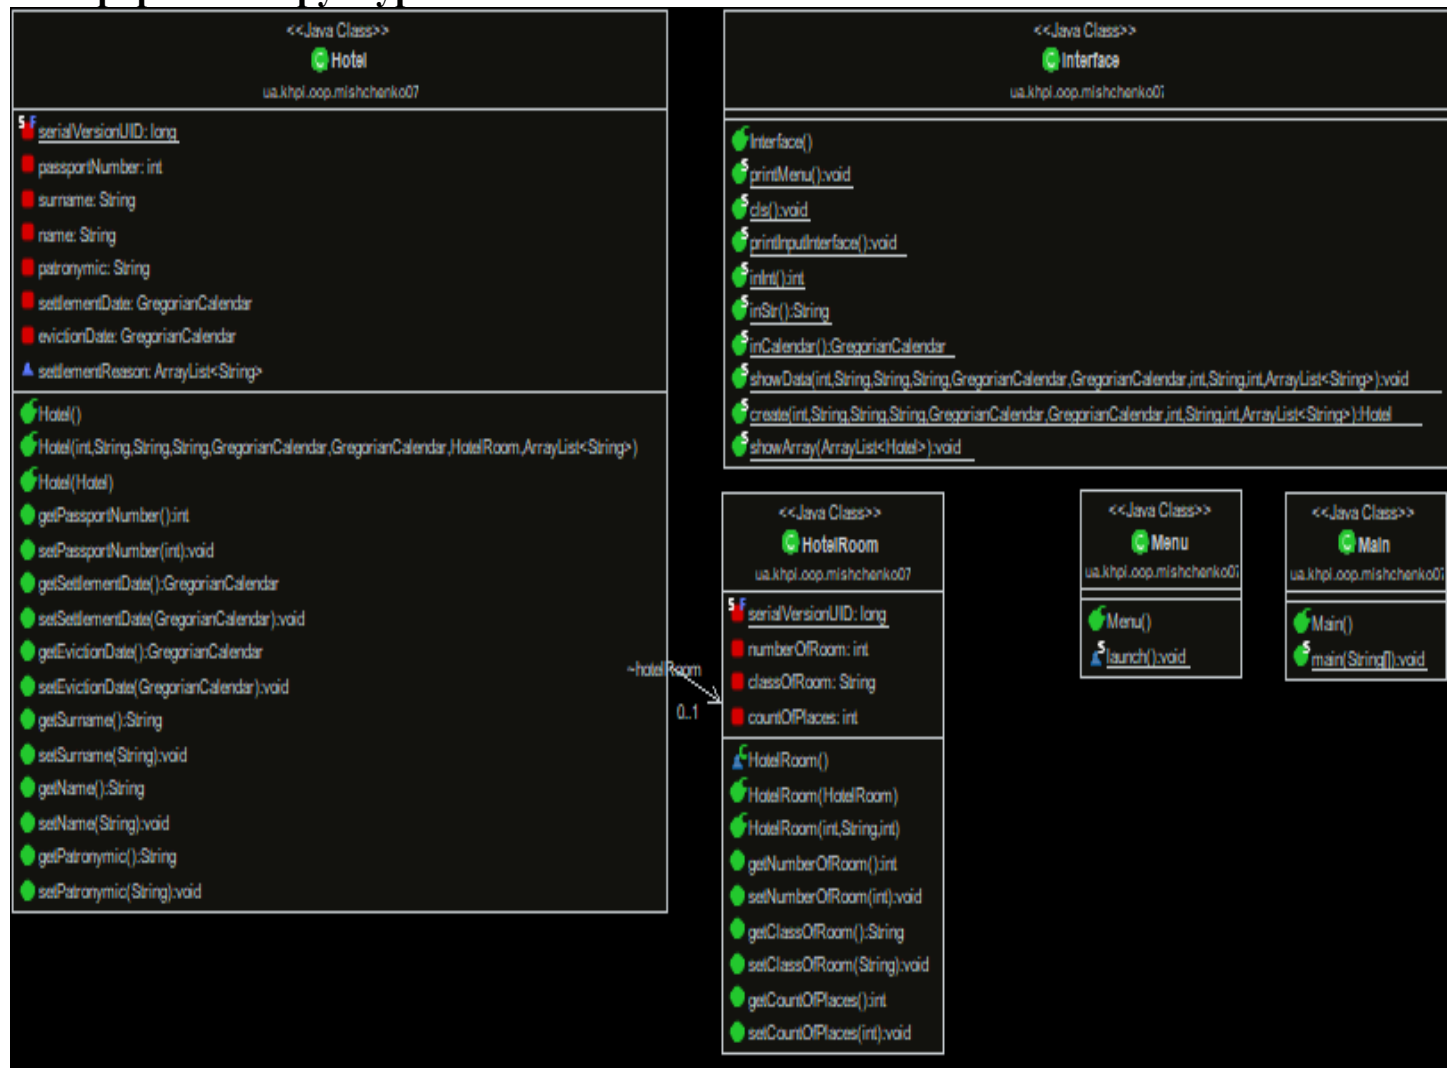 <<Java Class>>
Hotel
ua.khpi.oop.mishchenko07
serialVersionUID: long
passportNumber: int
surname: String
name: String
patronymic: String
settlementDate: GregorianCalendar
evictionDate: GregorianCalendar
settlementReason: ArrayList<String>
Hotel()
Hotel(int,String,String,String,GregorianCalendar,GregorianCalendar,HotelRoom,ArrayList<String>)
Hotel(Hotel)
getPassportNumber():int
setPassportNumber(int):void
getSettlementDate():GregorianCalendar
setSettlementDate(GregorianCalendar):void
getEvictionDate():GregorianCalendar
setEvictionDate(GregorianCalendar):void
getSurname():String
setSurname(String):void
getName():String
setName(String):void
getPatronymic():String
setPatronymic(String):void
~hotelRoom
0..1
<<Java Class>>
Interface
ua.khpi.oop.mishchenko07
Interface()
printMenu():void
cls():void
printInputInterface():void
inInt():int
inStr():String
inCalendar():GregorianCalendar
showData(int,String,String,String,GregorianCalendar,GregorianCalendar,int,String,int,ArrayList<String>):void
create(int,String,String,String,GregorianCalendar,GregorianCalendar,int,String,int,ArrayList<String>):Hotel
showArray(ArrayList<Hotel>):void
<<Java Class>>
HotelRoom
ua.khpi.oop.mishchenko07
serialVersionUID: long
numberOfRoom: int
classOfRoom: String
countOfPlaces: int
HotelRoom()
HotelRoom(HotelRoom)
HotelRoom(int,String,int)
getNumberOfRoom():int
setNumberOfRoom(int):void
getClassOfRoom():String
setClassOfRoom(String):void
getCountOfPlaces():int
setCountOfPlaces(int):void
<<Java Class>>
Menu
ua.khpi.oop.mishchenko07
Menu()
launch():void
<<Java Class>>
Main
ua.khpi.oop.mishchenko07
Main()
main(String[]):void